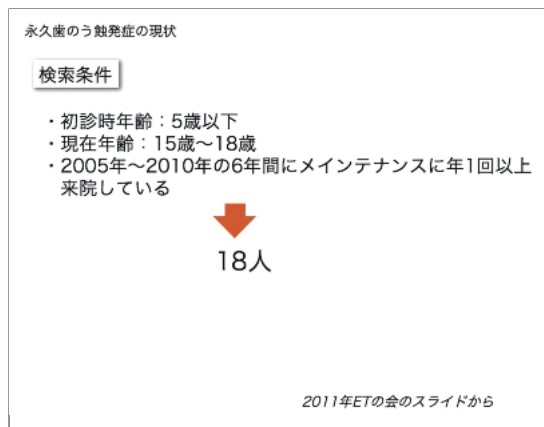 永久歯のう蝕発症の現状
検索条件
・初診時年齢：5歳以下
・現在年齢：15歳〜18歳
・2005年〜2010年の6年間にメインテナンスに年1回以上
来院している
18人
2011年ETの会のスライドから